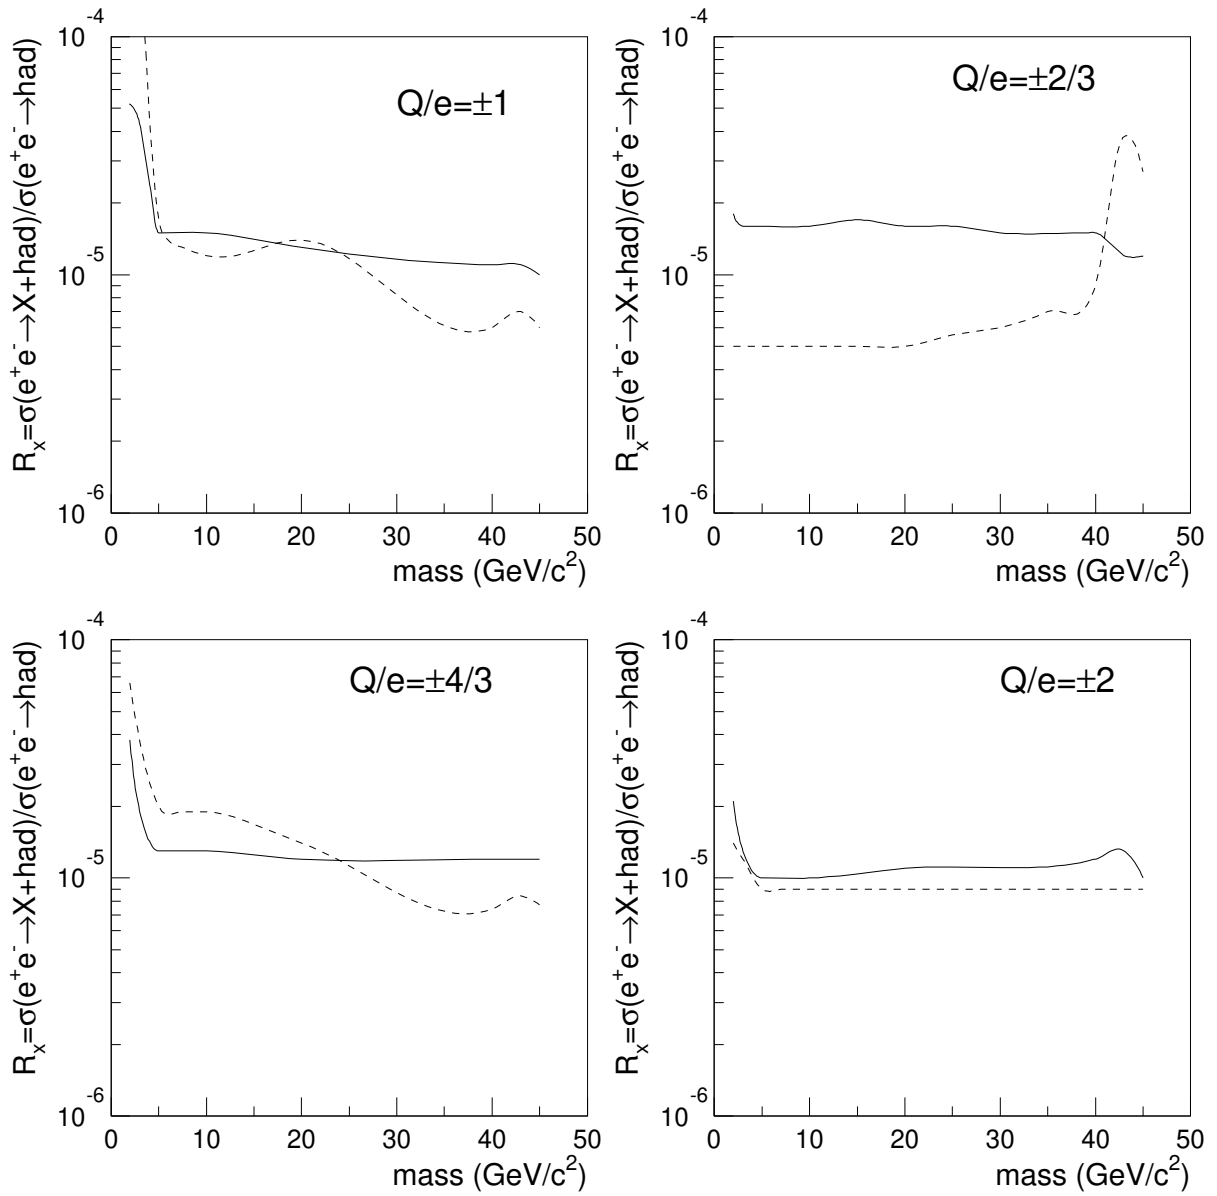 Q/e=±1
R_x=σ(e⁺e⁻→X+had)/σ(e⁺e⁻→had)
10⁻⁴
10⁻⁵
10⁻⁶
0 10 20 30 40 50
mass (GeV/c²)
Q/e=±2/3
R_x=σ(e⁺e⁻→X+had)/σ(e⁺e⁻→had)
10⁻⁴
10⁻⁵
10⁻⁶
0 10 20 30 40 50
mass (GeV/c²)
Q/e=±4/3
R_x=σ(e⁺e⁻→X+had)/σ(e⁺e⁻→had)
10⁻⁴
10⁻⁵
10⁻⁶
0 10 20 30 40 50
mass (GeV/c²)
Q/e=±2
R_x=σ(e⁺e⁻→X+had)/σ(e⁺e⁻→had)
10⁻⁴
10⁻⁵
10⁻⁶
0 10 20 30 40 50
mass (GeV/c²)